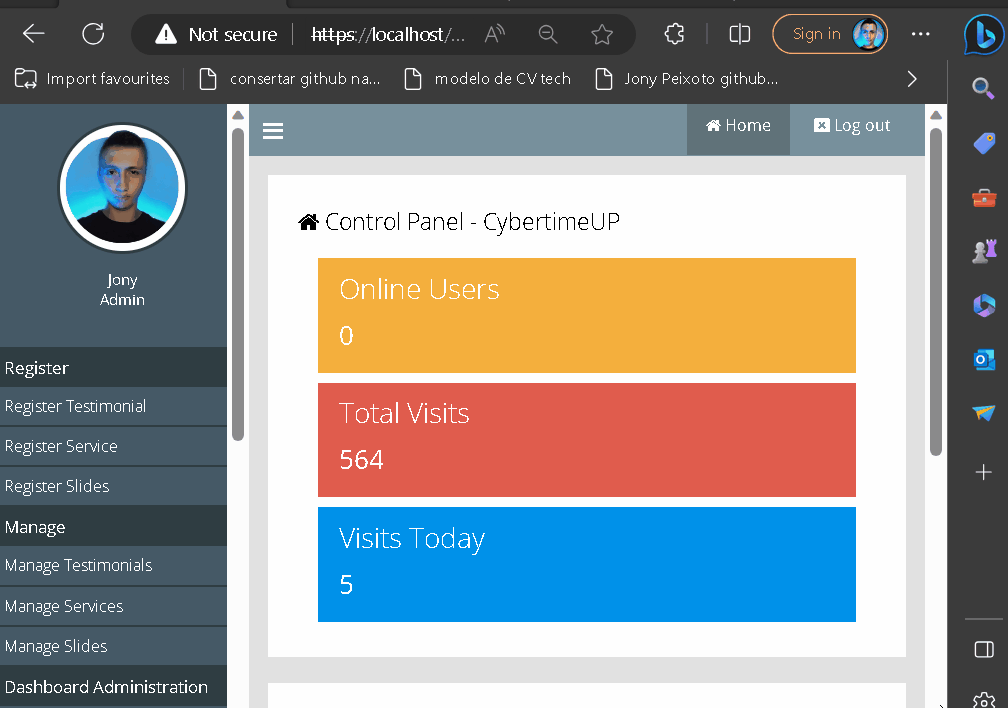 Not secure
https://localhost/...
Sign in
Import favourites
consertar github na...
modelo de CV tech
Jony Peixoto github...
Home
Log out
Jony
Admin
Register
Register Testimonial
Register Service
Register Slides
Manage
Manage Testimonials
Manage Services
Manage Slides
Dashboard Administration
Control Panel - CybertimeUP
Online Users
0
Total Visits
564
Visits Today
5